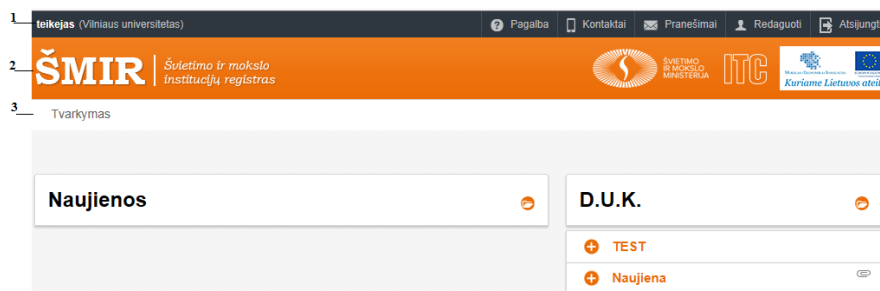 1 teikejas (Vilniaus universitetas) Pagalba Kontaktai Pranešimai Redaguoti Atsijungti
2 ŠMIR Švietimo ir mokslo
institucijų registras
ŠVIETIMO
IR MOKSLO
MINISTERIJA
ITC
Kuriame Lietuvos ateit
3 Tvarkymas
Naujienos
D.U.K.
TEST
Naujiena